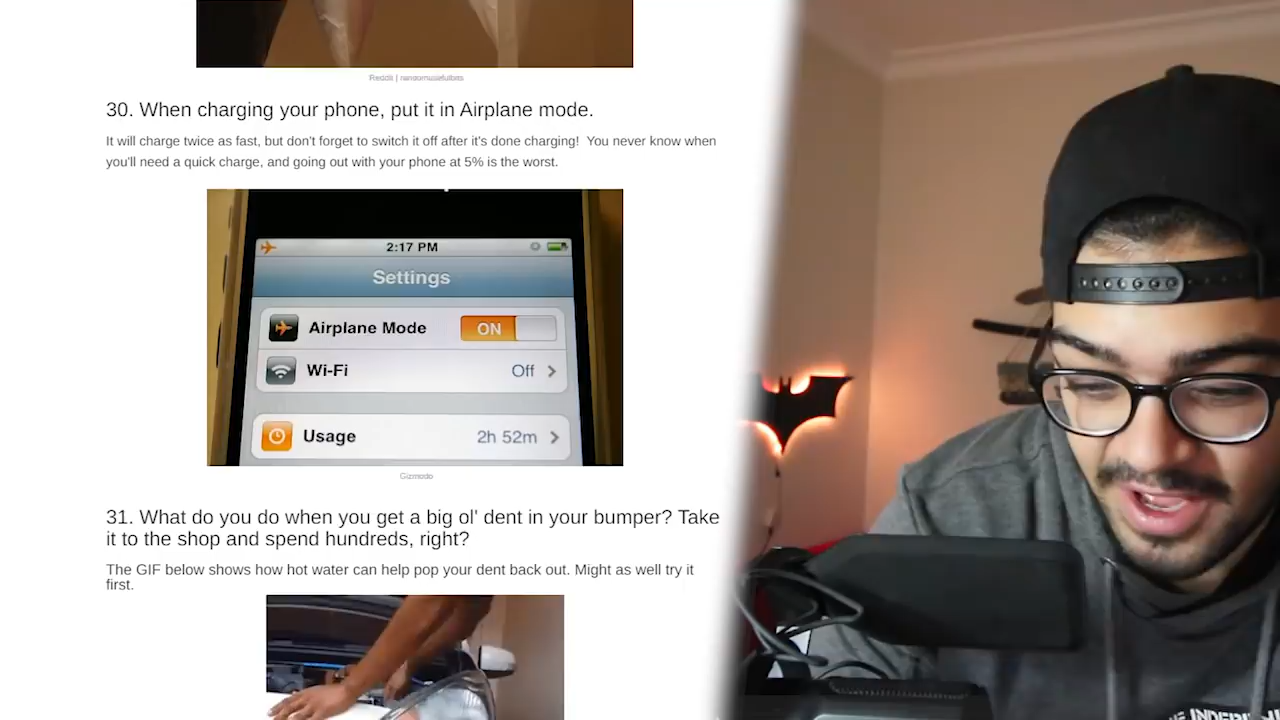 Reddit | randomusefulbits
30. When charging your phone, put it in Airplane mode.
It will charge twice as fast, but don't forget to switch it off after it's done charging!  You never know when
you'll need a quick charge, and going out with your phone at 5% is the worst.
2:17 PM
Settings
Airplane Mode
ON
Wi-Fi
Off
Usage
2h 52m
Gizmodo
31. What do you do when you get a big ol' dent in your bumper? Take
it to the shop and spend hundreds, right?
The GIF below shows how hot water can help pop your dent back out. Might as well try it
first.